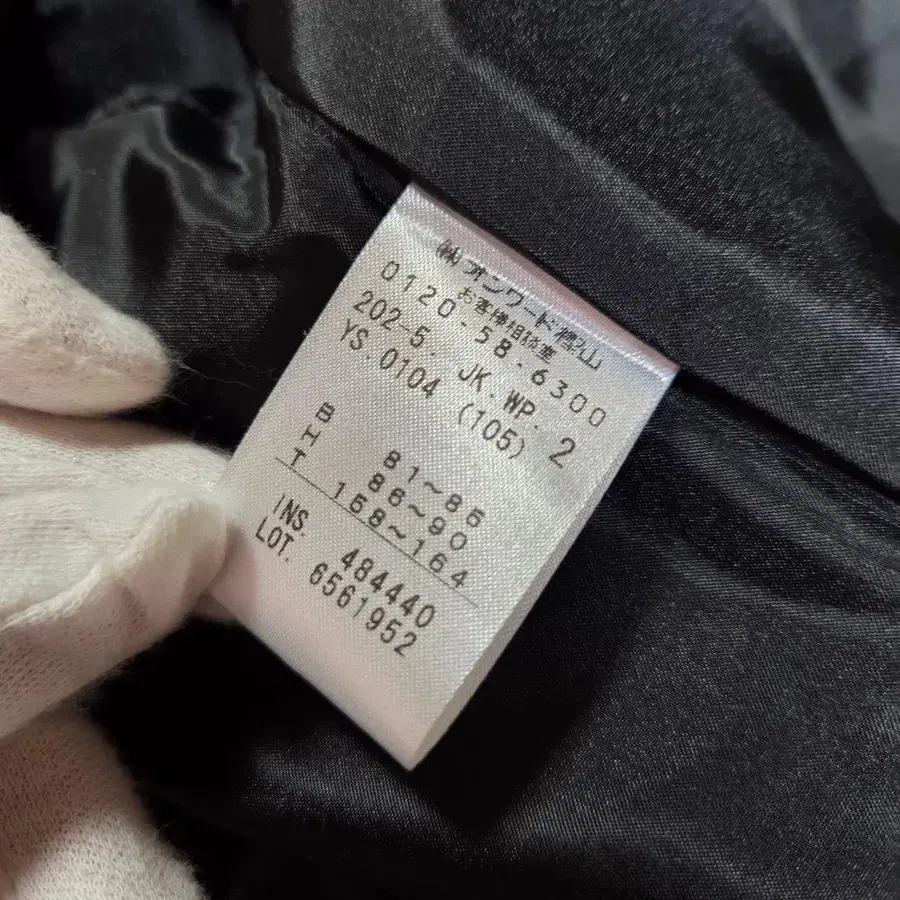 ㈱オンワード樫山
お客様相談室
0120-58-6300
202-5. JK.WP. 2
YS.0104 (105)
B 81~85
H 86~90
T 158~164
INS. 484440
LOT. 6561952